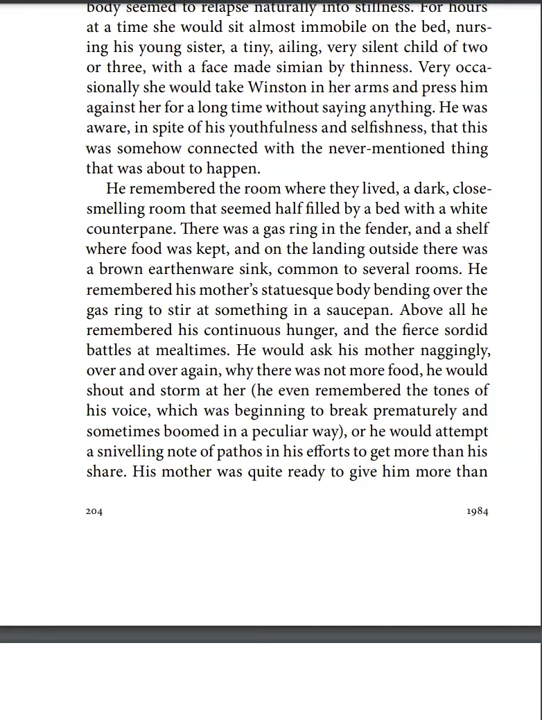 body seemed to relapse naturally into stillness. For hours
at a time she would sit almost immobile on the bed, nurs-
ing his young sister, a tiny, ailing, very silent child of two
or three, with a face made simian by thinness. Very occa-
sionally she would take Winston in her arms and press him
against her for a long time without saying anything. He was
aware, in spite of his youthfulness and selfishness, that this
was somehow connected with the never-mentioned thing
that was about to happen.
He remembered the room where they lived, a dark, close-
smelling room that seemed half filled by a bed with a white
counterpane. There was a gas ring in the fender, and a shelf
where food was kept, and on the landing outside there was
a brown earthenware sink, common to several rooms. He
remembered his mother’s statuesque body bending over the
gas ring to stir at something in a saucepan. Above all he
remembered his continuous hunger, and the fierce sordid
battles at mealtimes. He would ask his mother naggingly,
over and over again, why there was not more food, he would
shout and storm at her (he even remembered the tones of
his voice, which was beginning to break prematurely and
sometimes boomed in a peculiar way), or he would attempt
a snivelling note of pathos in his efforts to get more than his
share. His mother was quite ready to give him more than
204 1984